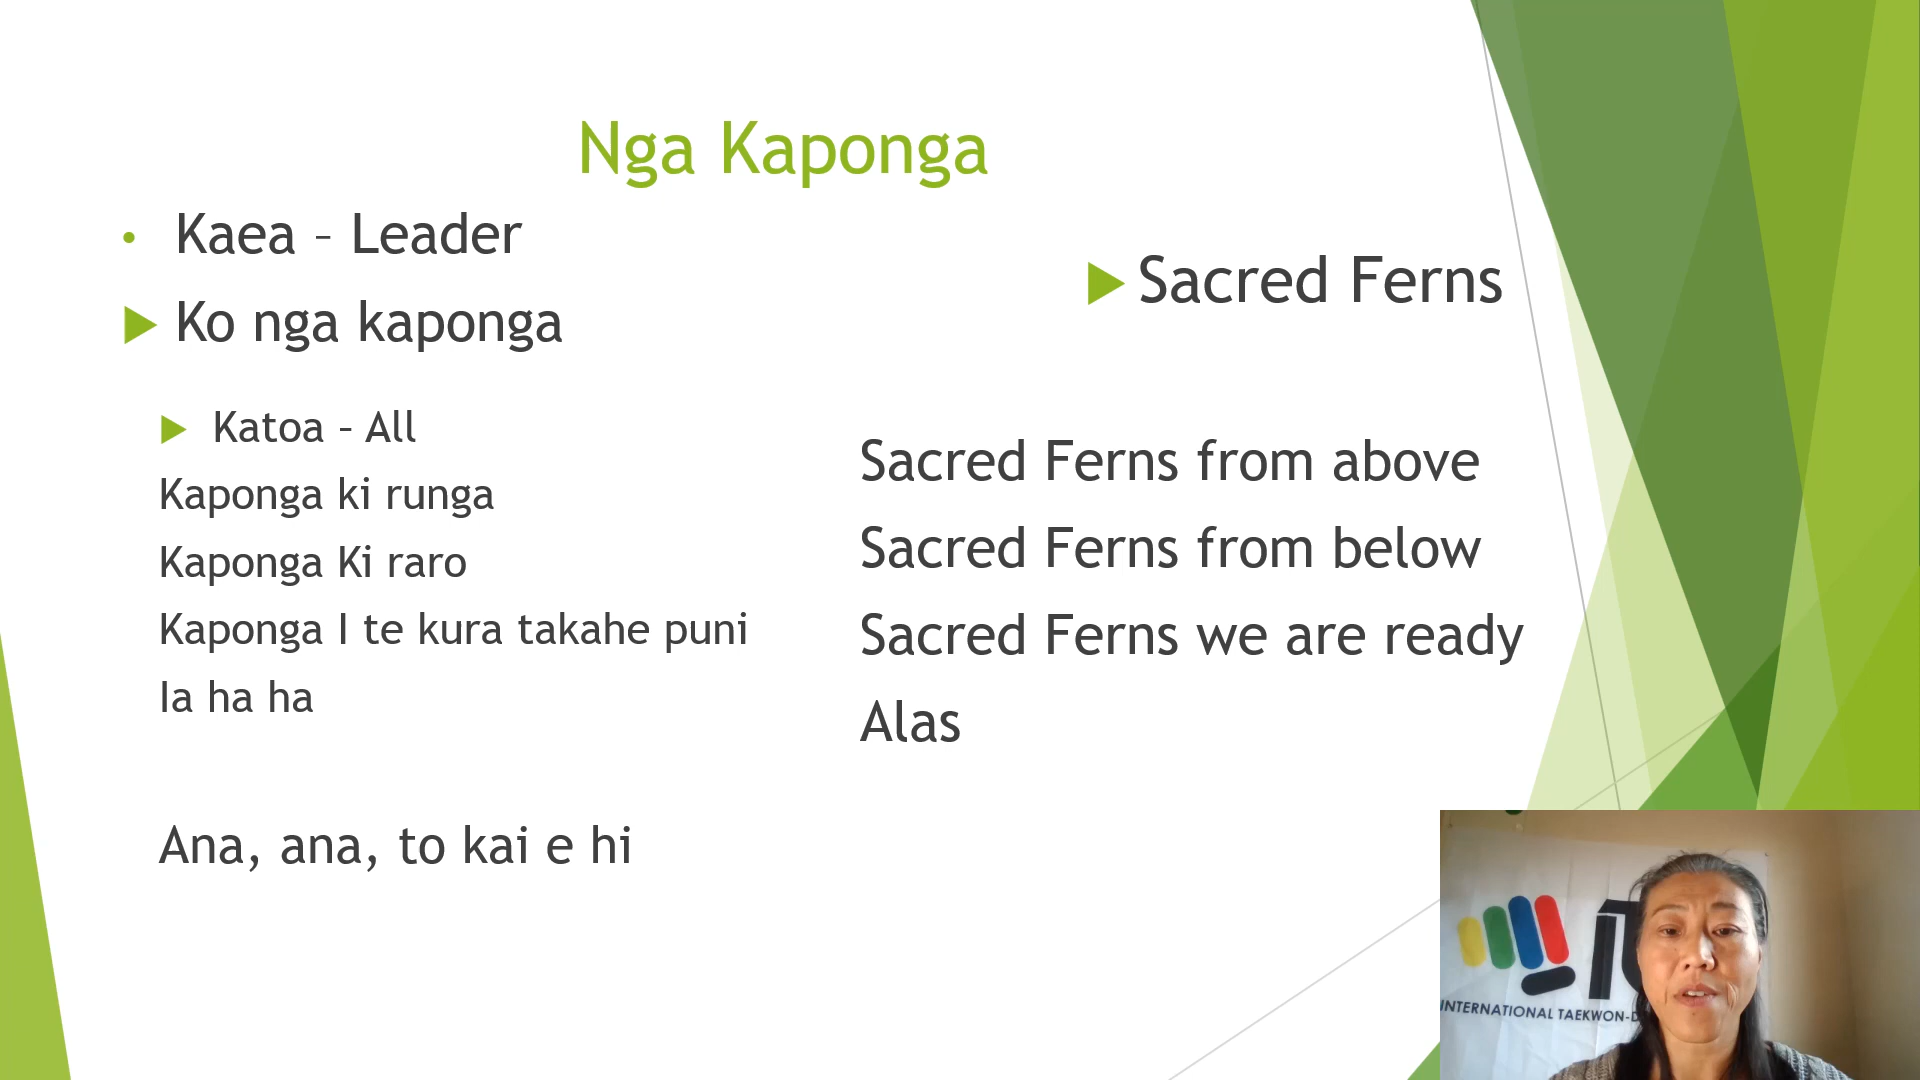 Nga Kaponga
Kaea – Leader
Ko nga kaponga
Katoa – All
Kaponga ki runga
Kaponga Ki raro
Kaponga I te kura takahe puni
Ia ha ha
Ana, ana, to kai e hi
Sacred Ferns
Sacred Ferns from above
Sacred Ferns from below
Sacred Ferns we are ready
Alas
INTERNATIONAL TAEKWON-D